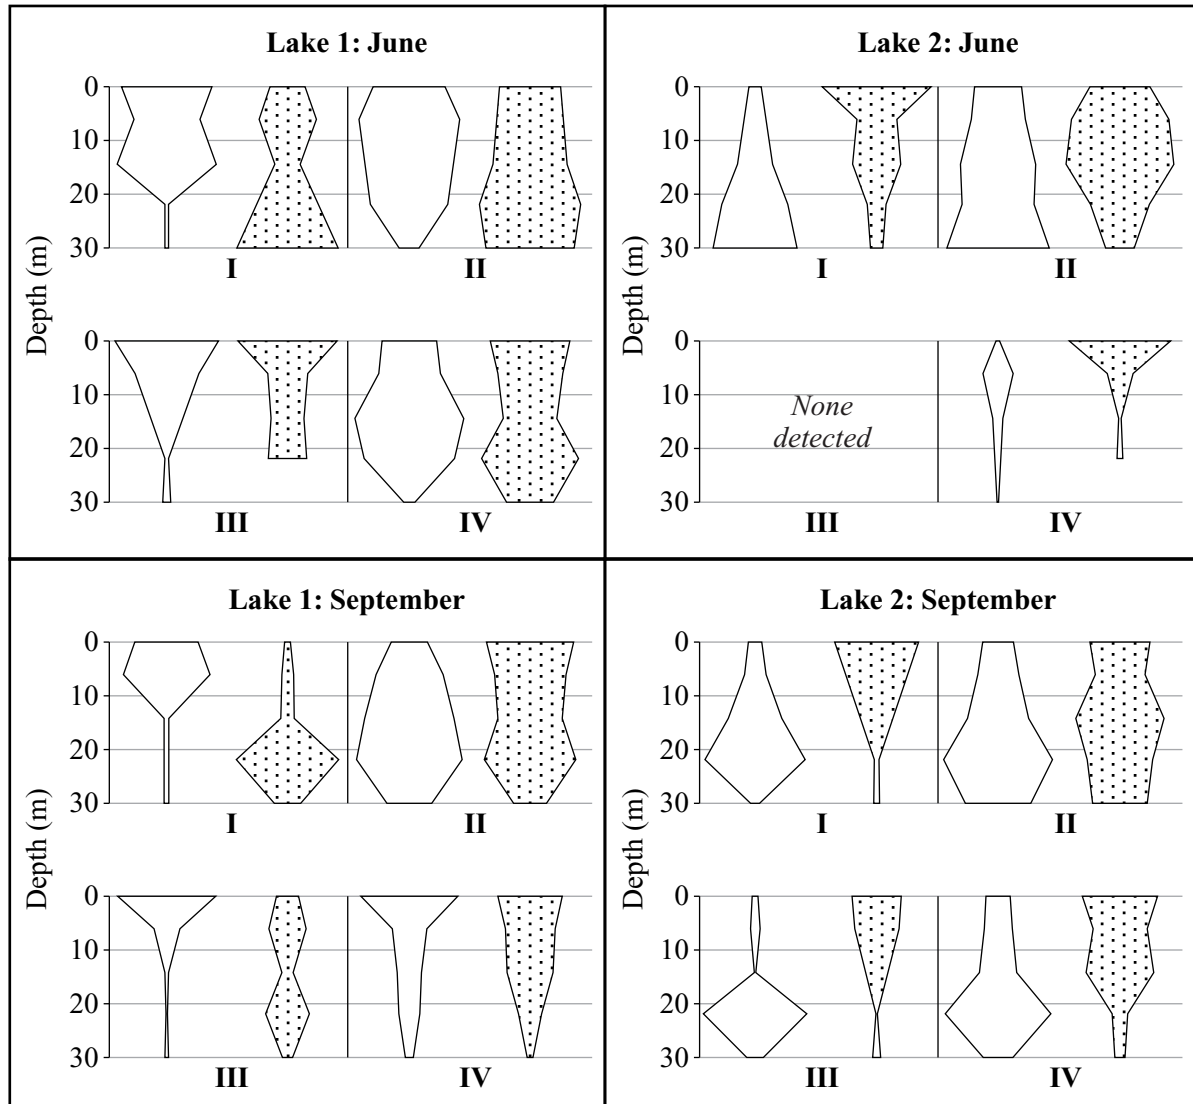 Lake 1: June
Depth (m)
0
10
20
30
I
II
0
10
20
30
III
IV
Lake 2: June
Depth (m)
0
10
20
30
I
II
0
10
20
30
None
detected
III
IV
Lake 1: September
Depth (m)
0
10
20
30
I
II
0
10
20
30
III
IV
Lake 2: September
Depth (m)
0
10
20
30
I
II
0
10
20
30
III
IV